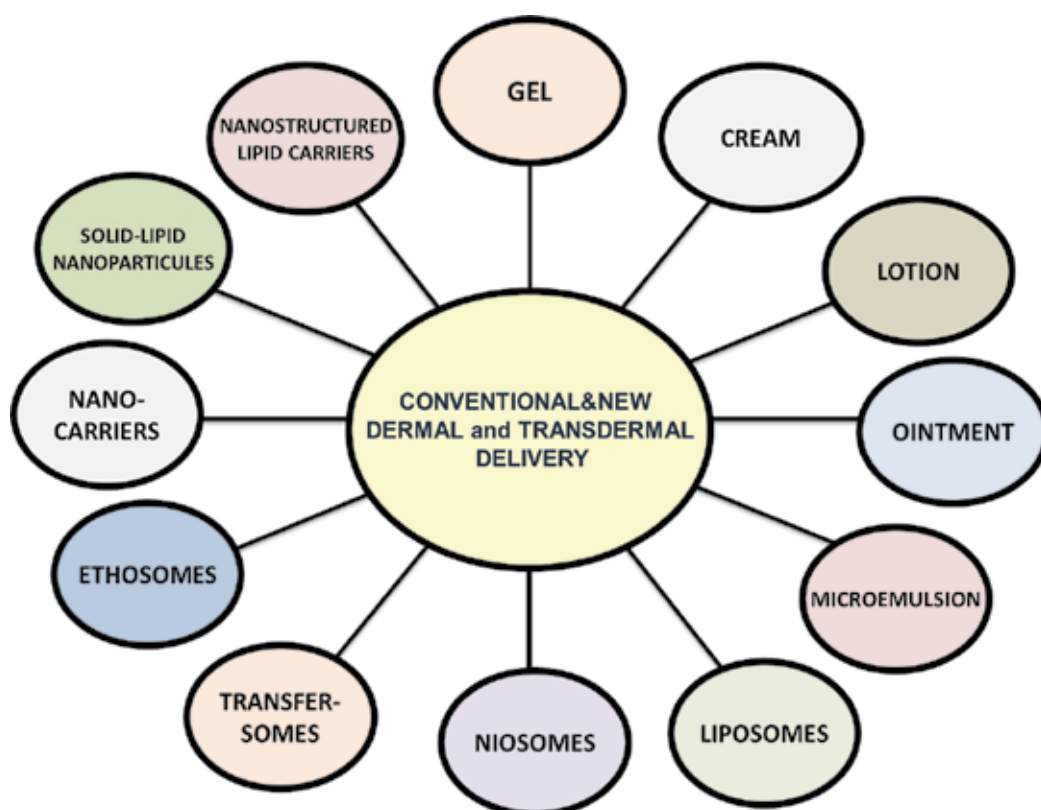 GEL
CREAM
LOTION
OINTMENT
MICROEMULSION
LIPOSOMES
NIOSOMES
TRANSFER-
SOMES
ETHOSOMES
NANO-
CARRIERS
SOLID-LIPID
NANOPARTICULES
NANOSTRUCTURED
LIPID CARRIERS
CONVENTIONAL&NEW
DERMAL and TRANSDERMAL
DELIVERY